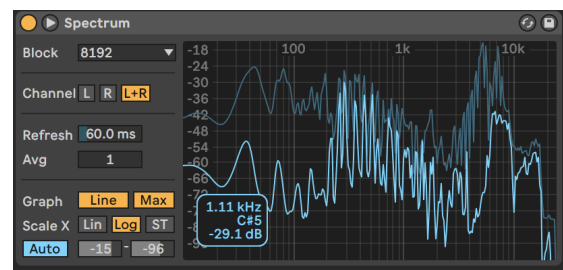 Spectrum
Block 8192
Channel L R L+R
Refresh 60.0 ms
Avg 1
Graph Line Max
Scale X Lin Log ST
Auto -15 - -96
100 1k 10k
-18
-24
-30
-36
-42
-48
-54
-60
-66
-72
1.11 kHz
C#5
-29.1 dB